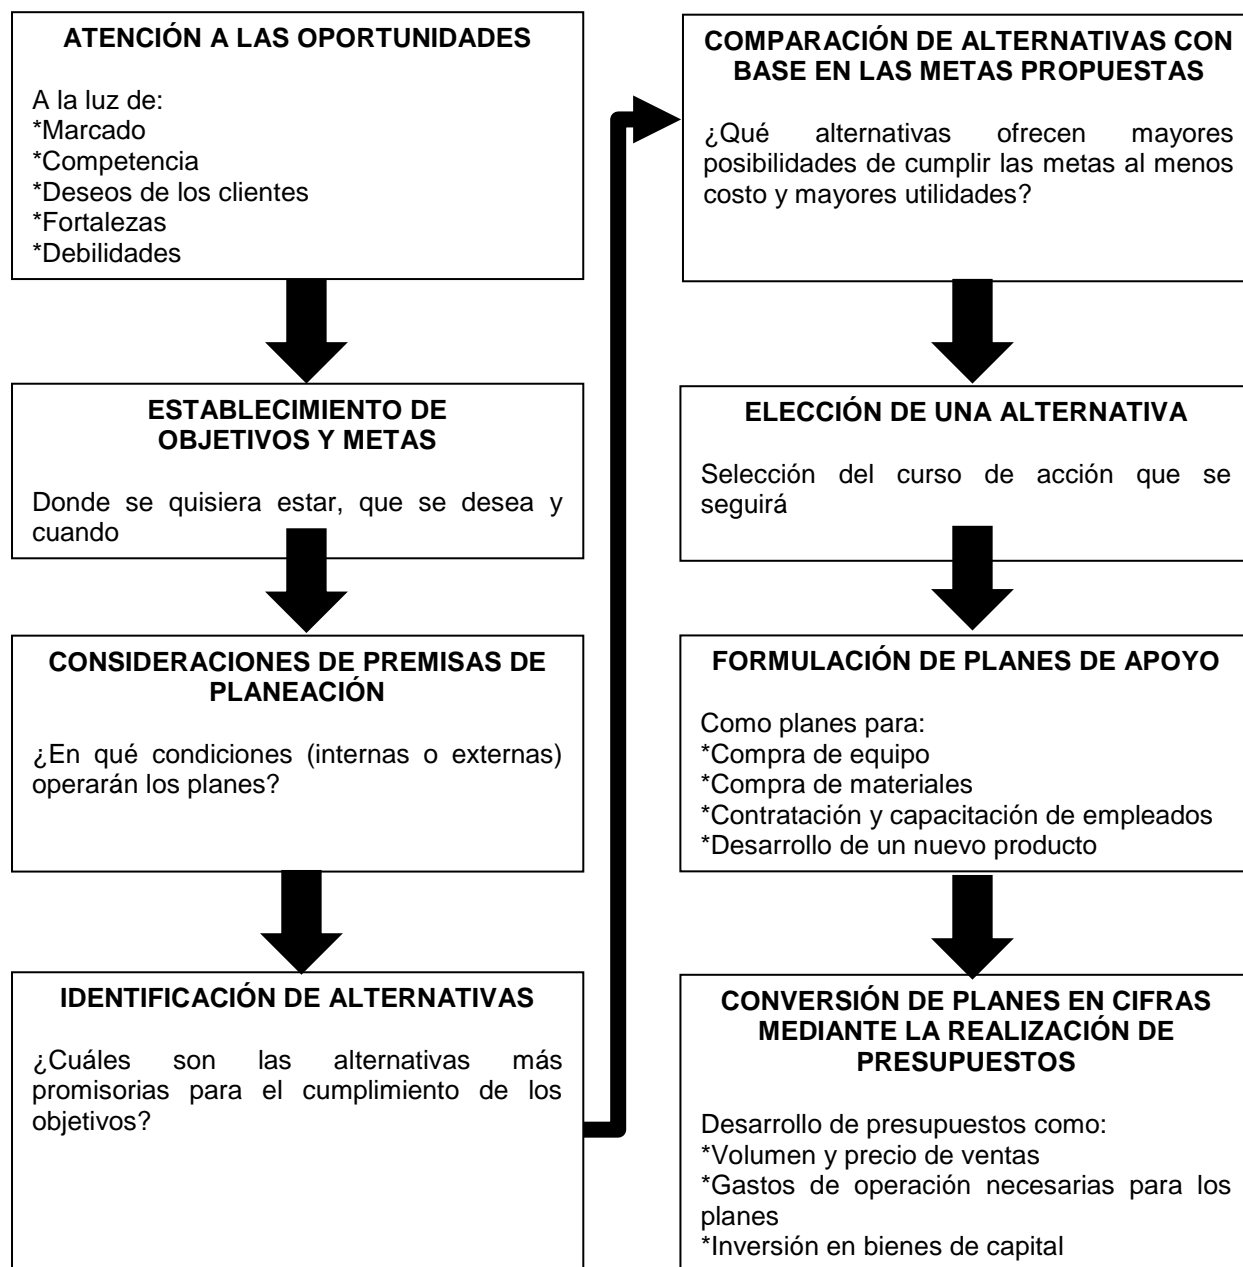 ATENCIÓN A LAS OPORTUNIDADES
A la luz de:
*Marcado
*Competencia
*Deseos de los clientes
*Fortalezas
*Debilidades
ESTABLECIMIENTO DE
OBJETIVOS Y METAS
Donde se quisiera estar, que se desea y
cuando
CONSIDERACIONES DE PREMISAS DE
PLANEACIÓN
¿En qué condiciones (internas o externas)
operarán los planes?
IDENTIFICACIÓN DE ALTERNATIVAS
¿Cuáles son las alternativas más
promisorias para el cumplimiento de los
objetivos?
COMPARACIÓN DE ALTERNATIVAS CON
BASE EN LAS METAS PROPUESTAS
¿Qué alternativas ofrecen mayores
posibilidades de cumplir las metas al menos
costo y mayores utilidades?
ELECCIÓN DE UNA ALTERNATIVA
Selección del curso de acción que se
seguirá
FORMULACIÓN DE PLANES DE APOYO
Como planes para:
*Compra de equipo
*Compra de materiales
*Contratación y capacitación de empleados
*Desarrollo de un nuevo producto
CONVERSIÓN DE PLANES EN CIFRAS
MEDIANTE LA REALIZACIÓN DE
PRESUPUESTOS
Desarrollo de presupuestos como:
*Volumen y precio de ventas
*Gastos de operación necesarias para los
planes
*Inversión en bienes de capital